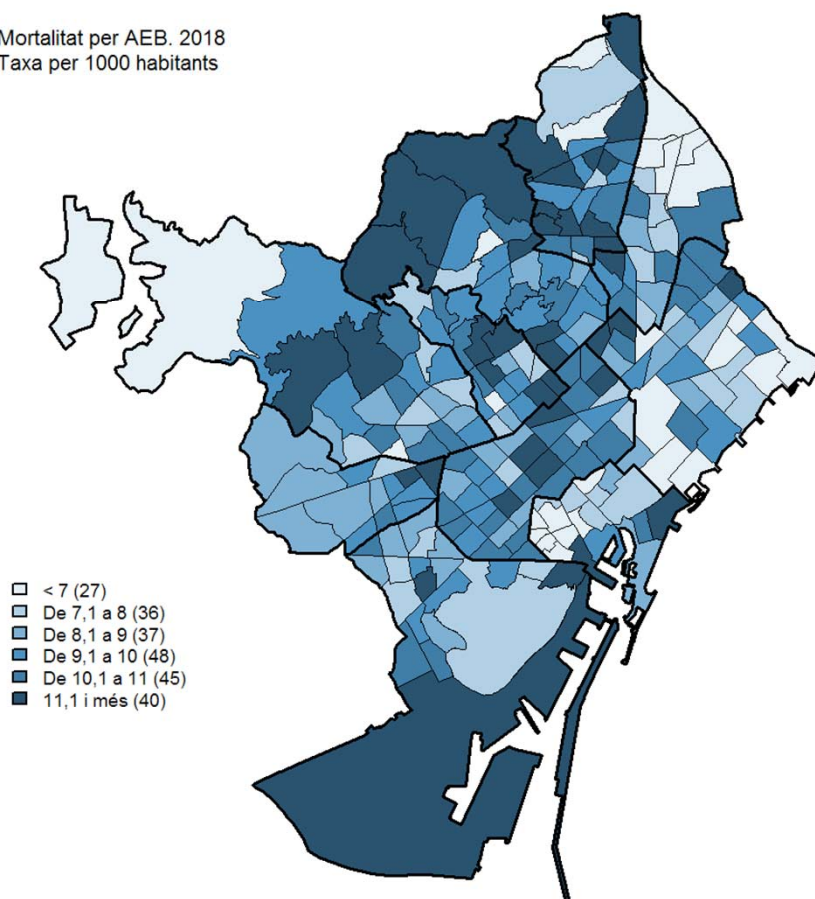 Mortalitat per AEB. 2018
Taxa per 1000 habitants
< 7 (27)
De 7,1 a 8 (36)
De 8,1 a 9 (37)
De 9,1 a 10 (48)
De 10,1 a 11 (45)
11,1 i més (40)